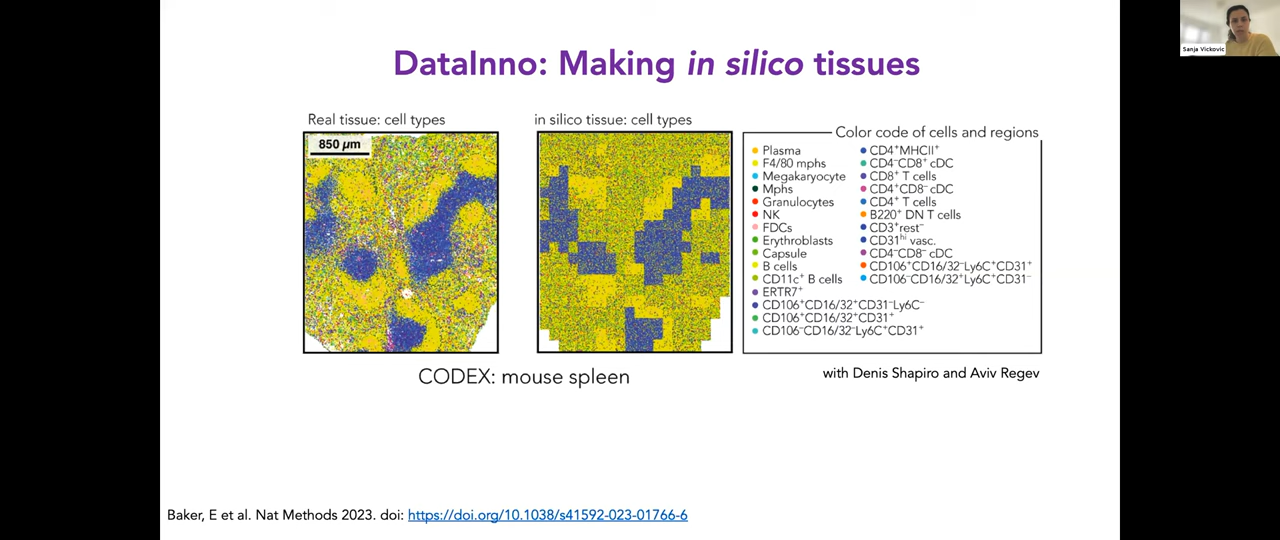 Sanja Vickovic
DataInno: Making in silico tissues
Real tissue: cell types
in silico tissue: cell types
850 µm
Color code of cells and regions
Plasma
F4/80 mphs
Megakaryocyte
Mphs
Granulocytes
NK
FDCs
Erythroblasts
Capsule
B cells
CD11c⁺ B cells
ERTR7⁺
CD106⁺CD16/32⁺CD31⁻Ly6C⁻
CD106⁺CD16/32⁺CD31⁺
CD106⁻CD16/32⁻Ly6C⁺CD31⁺
CD4⁺MHCII⁺
CD4⁻CD8⁺ cDC
CD8⁺ T cells
CD4⁺CD8⁻ cDC
CD4⁺ T cells
B220⁺ DN T cells
CD3⁺rest⁻
CD31ʰⁱ vasc.
CD4⁻CD8⁻ cDC
CD106⁺CD16/32⁻Ly6C⁺CD31⁺
CD106⁻CD16/32⁺Ly6C⁺CD31⁻
CODEX: mouse spleen
with Denis Shapiro and Aviv Regev
Baker, E et al. Nat Methods 2023. doi: https://doi.org/10.1038/s41592-023-01766-6